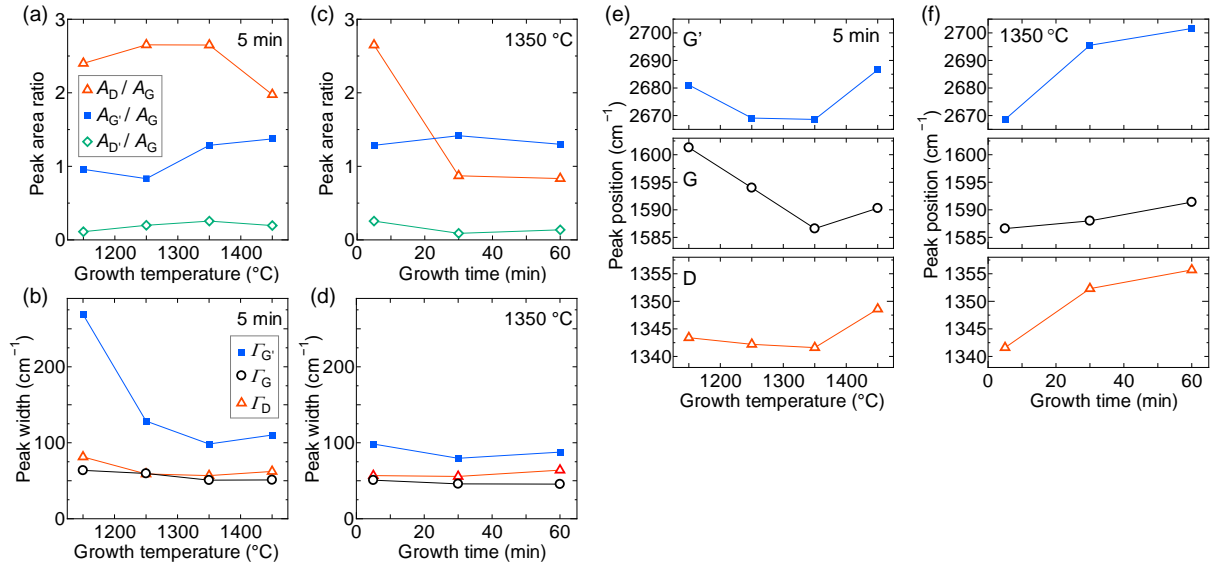 (a)
5 min
3
2
1
0
Peak area ratio
A_D / A_G
A_G' / A_G
A_D' / A_G
1200 1300 1400
Growth temperature (°C)
(c)
1350 °C
3
2
1
0
Peak area ratio
0 20 40 60
Growth time (min)
(b)
5 min
250
200
150
100
50
0
Peak width (cm⁻¹)
Γ_G'
Γ_G
Γ_D
1200 1300 1400
Growth temperature (°C)
(d)
1350 °C
100
0
Peak width (cm⁻¹)
0 20 40 60
Growth time (min)
(e)
G’
5 min
2700
2690
2680
2670
G
1600
1595
1590
1585
D
1355
1350
1345
1340
Peak position (cm⁻¹)
1200 1300 1400
Growth temperature (°C)
(f)
1350 °C
2700
2690
2680
2670
1600
1595
1590
1585
1355
1350
1345
1340
Peak position (cm⁻¹)
0 20 40 60
Growth time (min)